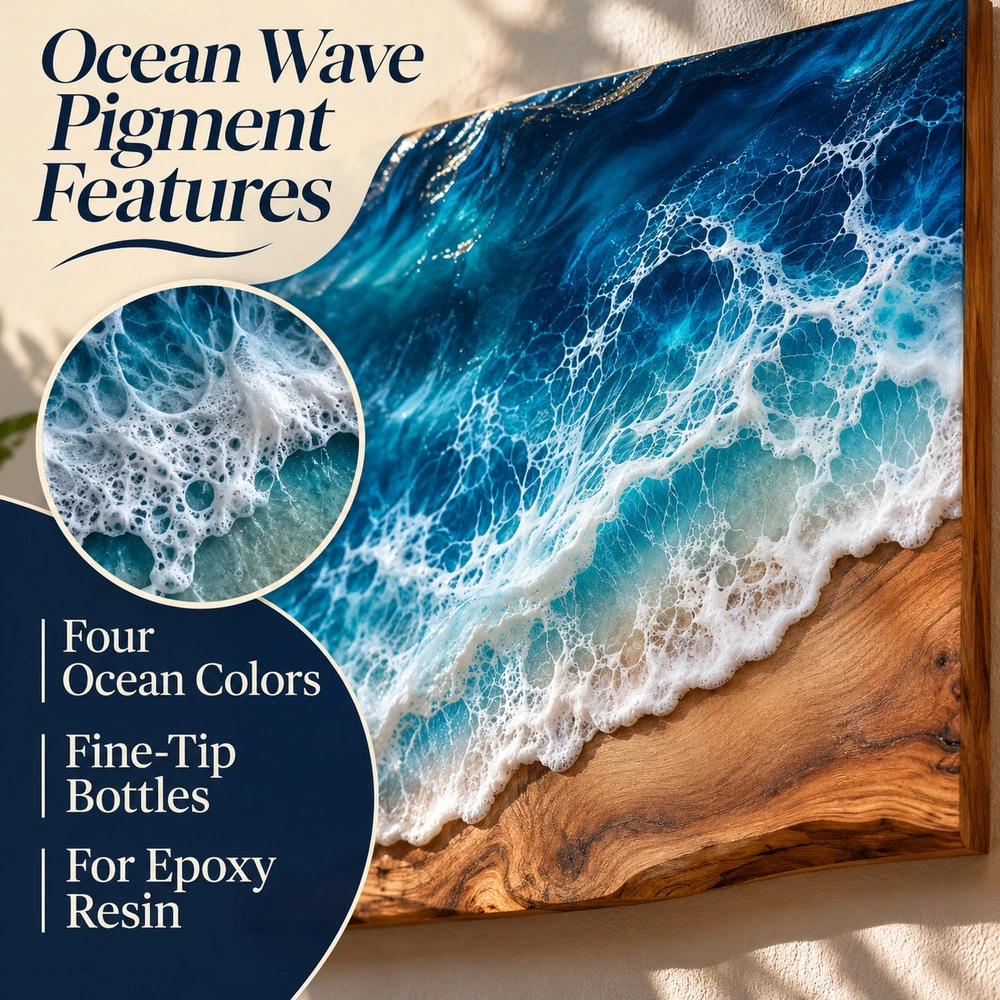 Ocean Wave
Pigment
Features
Four
Ocean Colors
Fine-Tip
Bottles
For Epoxy
Resin